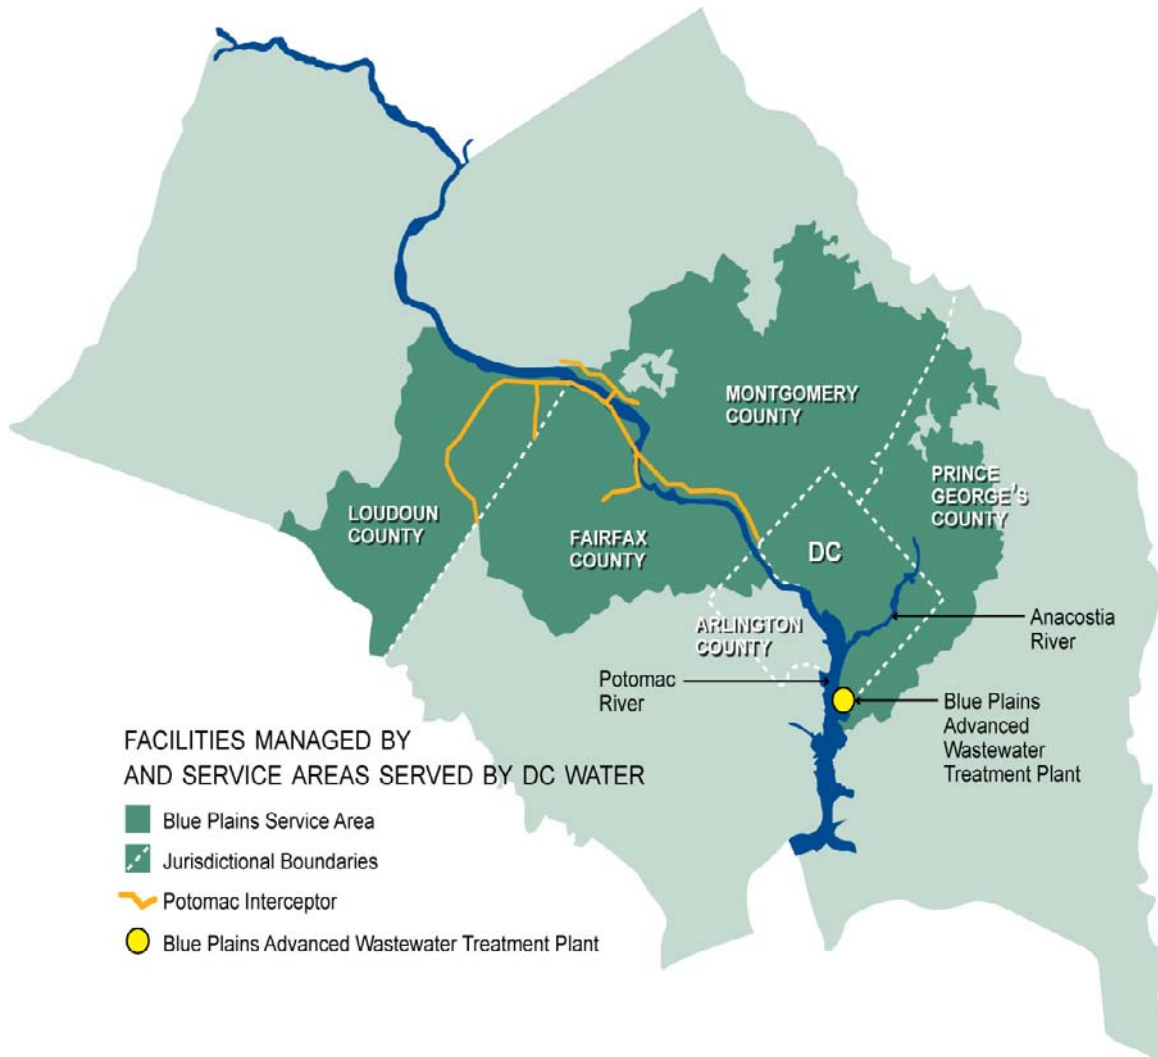 MONTGOMERY
COUNTY
PRINCE
GEORGE'S
COUNTY
LOUDOUN
COUNTY
FAIRFAX
COUNTY
DC
ARLINGTON
COUNTY
Anacostia
River
Potomac
River
Blue Plains
Advanced
Wastewater
Treatment Plant
FACILITIES MANAGED BY
AND SERVICE AREAS SERVED BY DC WATER
Blue Plains Service Area
Jurisdictional Boundaries
Potomac Interceptor
Blue Plains Advanced Wastewater Treatment Plant